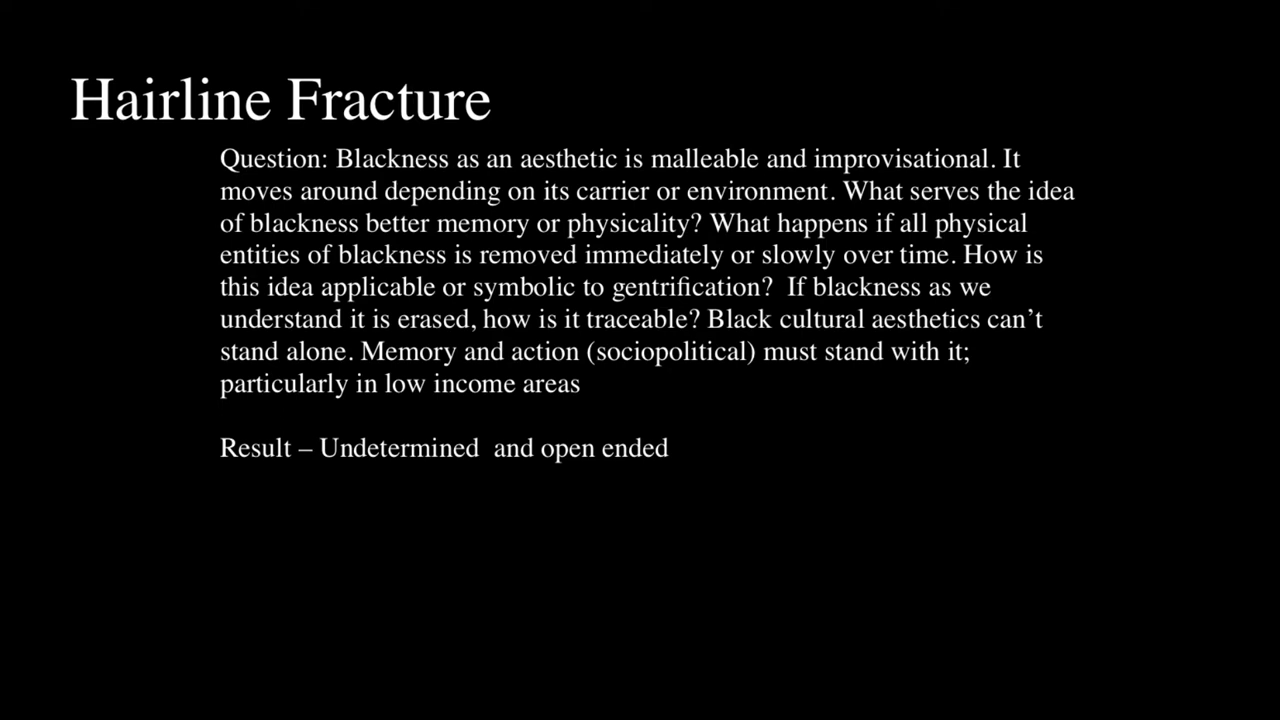 Hairline Fracture
Question: Blackness as an aesthetic is malleable and improvisational. It
moves around depending on its carrier or environment. What serves the idea
of blackness better memory or physicality? What happens if all physical
entities of blackness is removed immediately or slowly over time. How is
this idea applicable or symbolic to gentrification?  If blackness as we
understand it is erased, how is it traceable? Black cultural aesthetics can’t
stand alone. Memory and action (sociopolitical) must stand with it;
particularly in low income areas
Result – Undetermined  and open ended